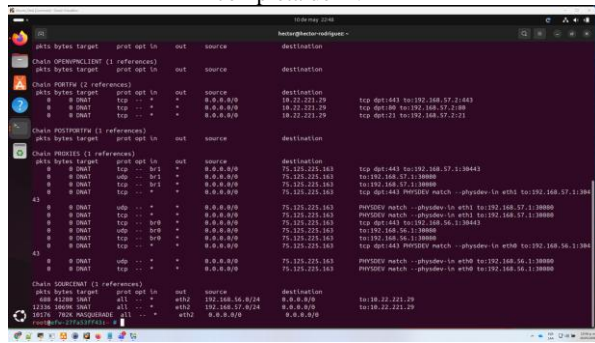 10 de may 22:46
hector@hector-rodriguez: ~
pkts bytes target prot opt in out source destination
Chain OPENVPNCLIENT (1 references)
pkts bytes target prot opt in out source destination
Chain PORTFW (2 references)
pkts bytes target prot opt in out source destination
0 0 DNAT tcp -- * * 0.0.0.0/0 10.22.221.29 tcp dpt:443 to:192.168.57.2:443
0 0 DNAT tcp -- * * 0.0.0.0/0 10.22.221.29 tcp dpt:80 to:192.168.57.2:80
0 0 DNAT tcp -- * * 0.0.0.0/0 10.22.221.29 tcp dpt:21 to:192.168.57.2:21
Chain POSTPORTFW (1 references)
pkts bytes target prot opt in out source destination
Chain PROXIES (1 references)
pkts bytes target prot opt in out source destination
0 0 DNAT tcp -- br1 * 0.0.0.0/0 75.125.225.163 tcp dpt:443 to:192.168.57.1:30443
0 0 DNAT udp -- br1 * 0.0.0.0/0 75.125.225.163 to:192.168.57.1:30080
0 0 DNAT tcp -- br1 * 0.0.0.0/0 75.125.225.163 to:192.168.57.1:30080
0 0 DNAT tcp -- * * 0.0.0.0/0 75.125.225.163 tcp dpt:443 PHYSDEV match --physdev-in eth1 to:192.168.57.1:304
43
0 0 DNAT udp -- * * 0.0.0.0/0 75.125.225.163 PHYSDEV match --physdev-in eth1 to:192.168.57.1:30080
0 0 DNAT tcp -- * * 0.0.0.0/0 75.125.225.163 PHYSDEV match --physdev-in eth1 to:192.168.57.1:30080
0 0 DNAT tcp -- br0 * 0.0.0.0/0 75.125.225.163 tcp dpt:443 to:192.168.56.1:30443
0 0 DNAT udp -- br0 * 0.0.0.0/0 75.125.225.163 to:192.168.56.1:30080
0 0 DNAT tcp -- br0 * 0.0.0.0/0 75.125.225.163 to:192.168.56.1:30080
0 0 DNAT tcp -- * * 0.0.0.0/0 75.125.225.163 tcp dpt:443 PHYSDEV match --physdev-in eth0 to:192.168.56.1:304
43
0 0 DNAT udp -- * * 0.0.0.0/0 75.125.225.163 PHYSDEV match --physdev-in eth0 to:192.168.56.1:30080
0 0 DNAT tcp -- * * 0.0.0.0/0 75.125.225.163 PHYSDEV match --physdev-in eth0 to:192.168.56.1:30080
Chain SOURCENAT (1 references)
pkts bytes target prot opt in out source destination
688 41280 SNAT all -- * eth2 192.168.56.0/24 0.0.0.0/0 to:10.22.221.29
12336 1069K SNAT all -- * eth2 192.168.57.0/24 0.0.0.0/0 to:10.22.221.29
10176 702K MASQUERADE all -- * eth2 0.0.0.0/0 0.0.0.0/0